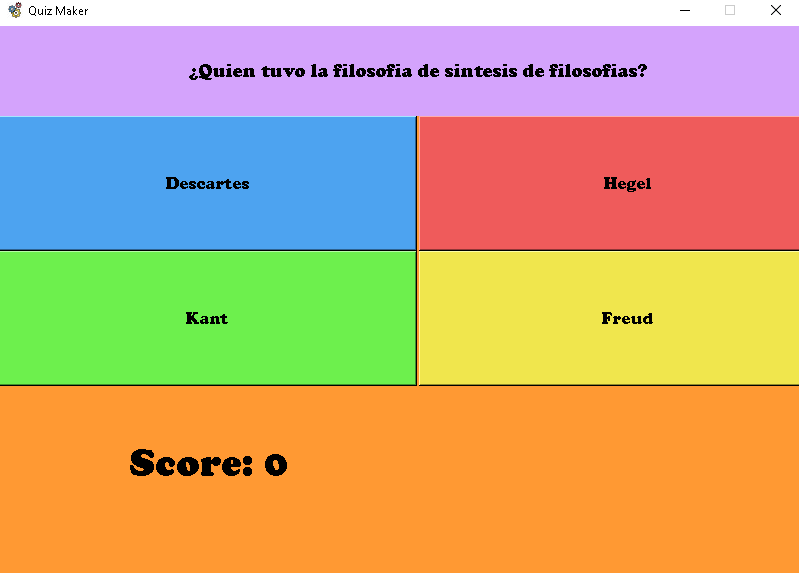 Quiz Maker
¿Quien tuvo la filosofia de sintesis de filosofias?
Descartes
Hegel
Kant
Freud
Score: 0